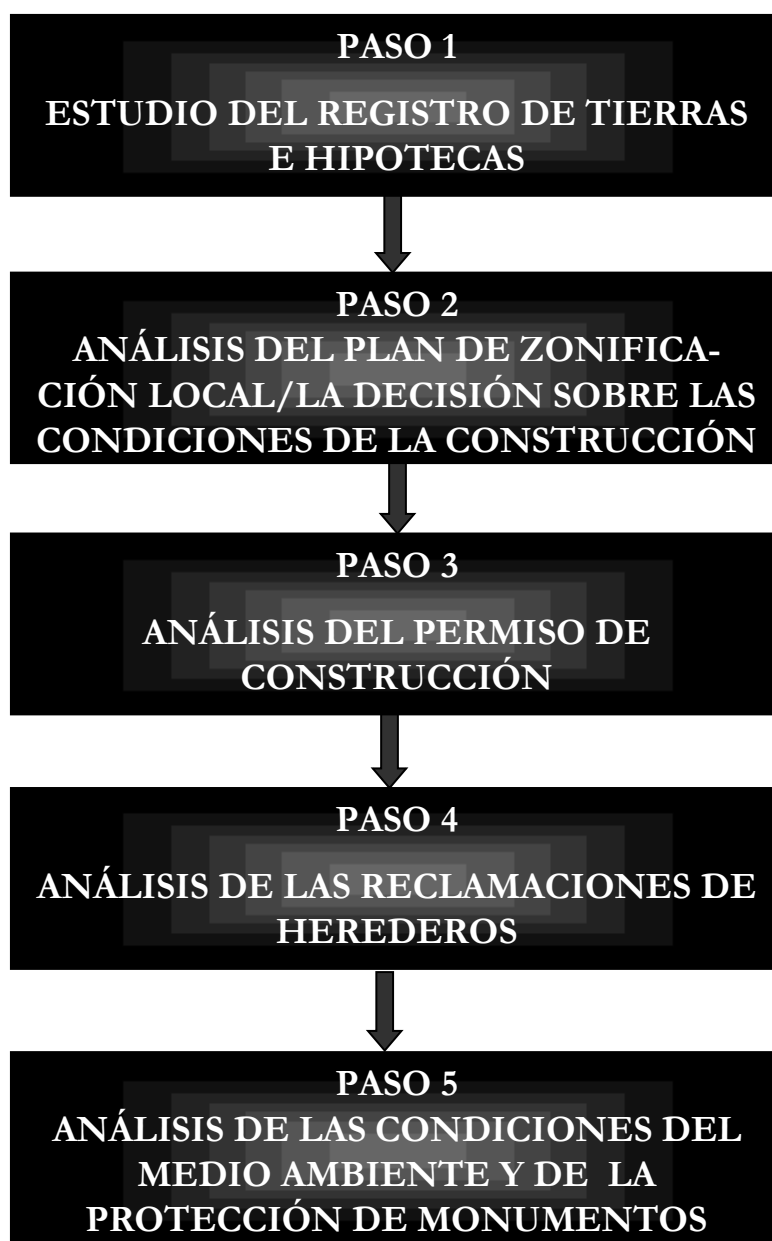 PASO 1
ESTUDIO DEL REGISTRO DE TIERRAS
E HIPOTECAS
PASO 2
ANÁLISIS DEL PLAN DE ZONIFICA-
CIÓN LOCAL/LA DECISIÓN SOBRE LAS
CONDICIONES DE LA CONSTRUCCIÓN
PASO 3
ANÁLISIS DEL PERMISO DE
CONSTRUCCIÓN
PASO 4
ANÁLISIS DE LAS RECLAMACIONES DE
HEREDEROS
PASO 5
ANÁLISIS DE LAS CONDICIONES DEL
MEDIO AMBIENTE Y DE LA
PROTECCIÓN DE MONUMENTOS